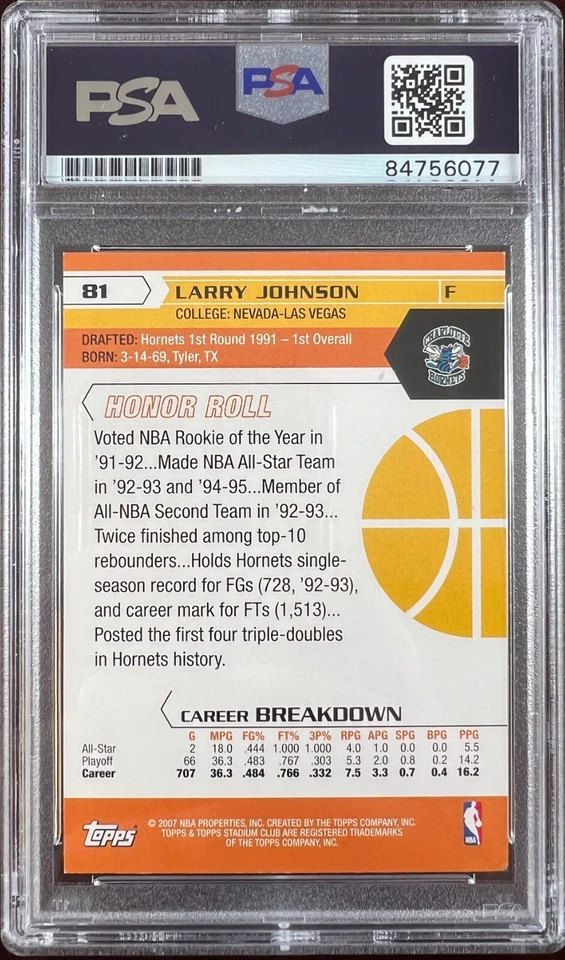 PSA
PSA
84756077
81
LARRY JOHNSON
F
COLLEGE: NEVADA-LAS VEGAS
DRAFTED: Hornets 1st Round 1991 – 1st Overall
BORN: 3-14-69, Tyler, TX
CHARLOTTE
HORNETS
HONOR ROLL
Voted NBA Rookie of the Year in
’91-92...Made NBA All-Star Team
in ’92-93 and ’94-95...Member of
All-NBA Second Team in ’92-93...
Twice finished among top-10
rebounders...Holds Hornets single-
season record for FGs (728, ’92-93),
and career mark for FTs (1,513)...
Posted the first four triple-doubles
in Hornets history.
CAREER BREAKDOWN
G MPG FG% FT% 3P% RPG APG SPG BPG PPG
All-Star 2 18.0 .444 1.000 1.000 4.0 1.0 0.0 0.0 5.5
Playoff 66 36.3 .483 .767 .303 5.3 2.2 0.8 0.2 14.2
Career 707 36.3 .484 .766 .332 7.5 3.3 0.7 0.4 16.2
topps
© 2007 NBA PROPERTIES, INC. CREATED BY THE TOPPS COMPANY, INC.
TOPPS & TOPPS STADIUM CLUB ARE REGISTERED TRADEMARKS
OF THE TOPPS COMPANY, INC.
NBA
PSA